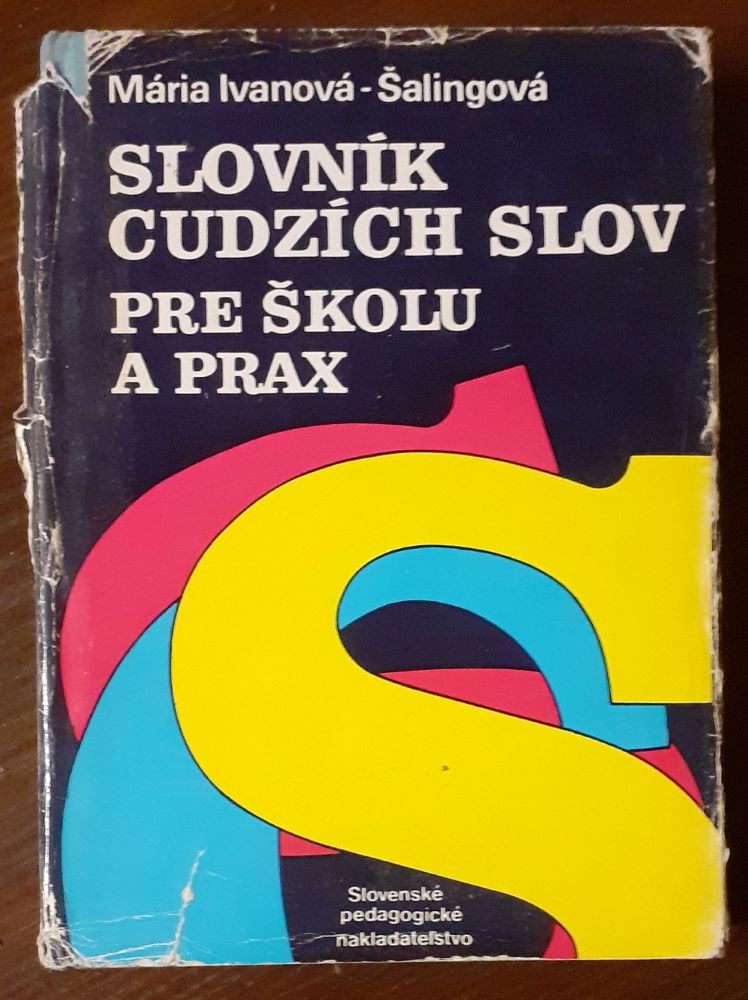 Mária Ivanová-Šalingová
SLOVNÍK
CUDZÍCH SLOV
PRE ŠKOLU
A PRAX
Slovenské
pedagogické
nakladateľstvo